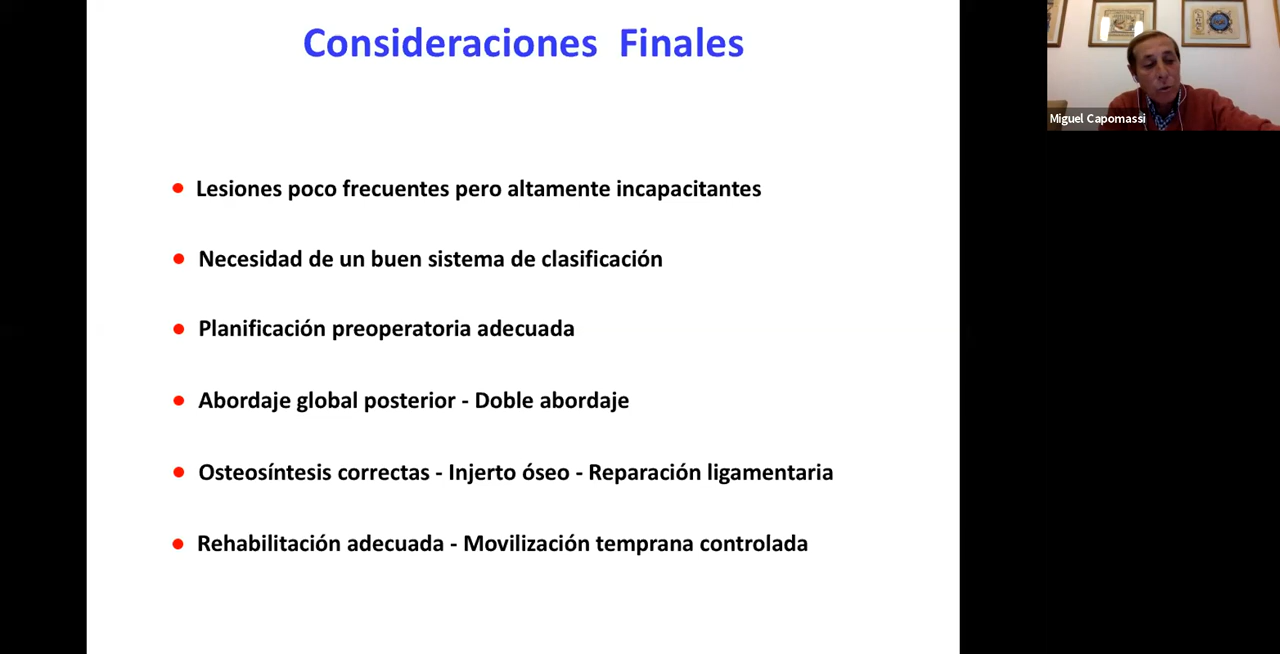 Consideraciones Finales
Miguel Capomassi
Lesiones poco frecuentes pero altamente incapacitantes
Necesidad de un buen sistema de clasificación
Planificación preoperatoria adecuada
Abordaje global posterior - Doble abordaje
Osteosíntesis correctas - Injerto óseo - Reparación ligamentaria
Rehabilitación adecuada - Movilización temprana controlada